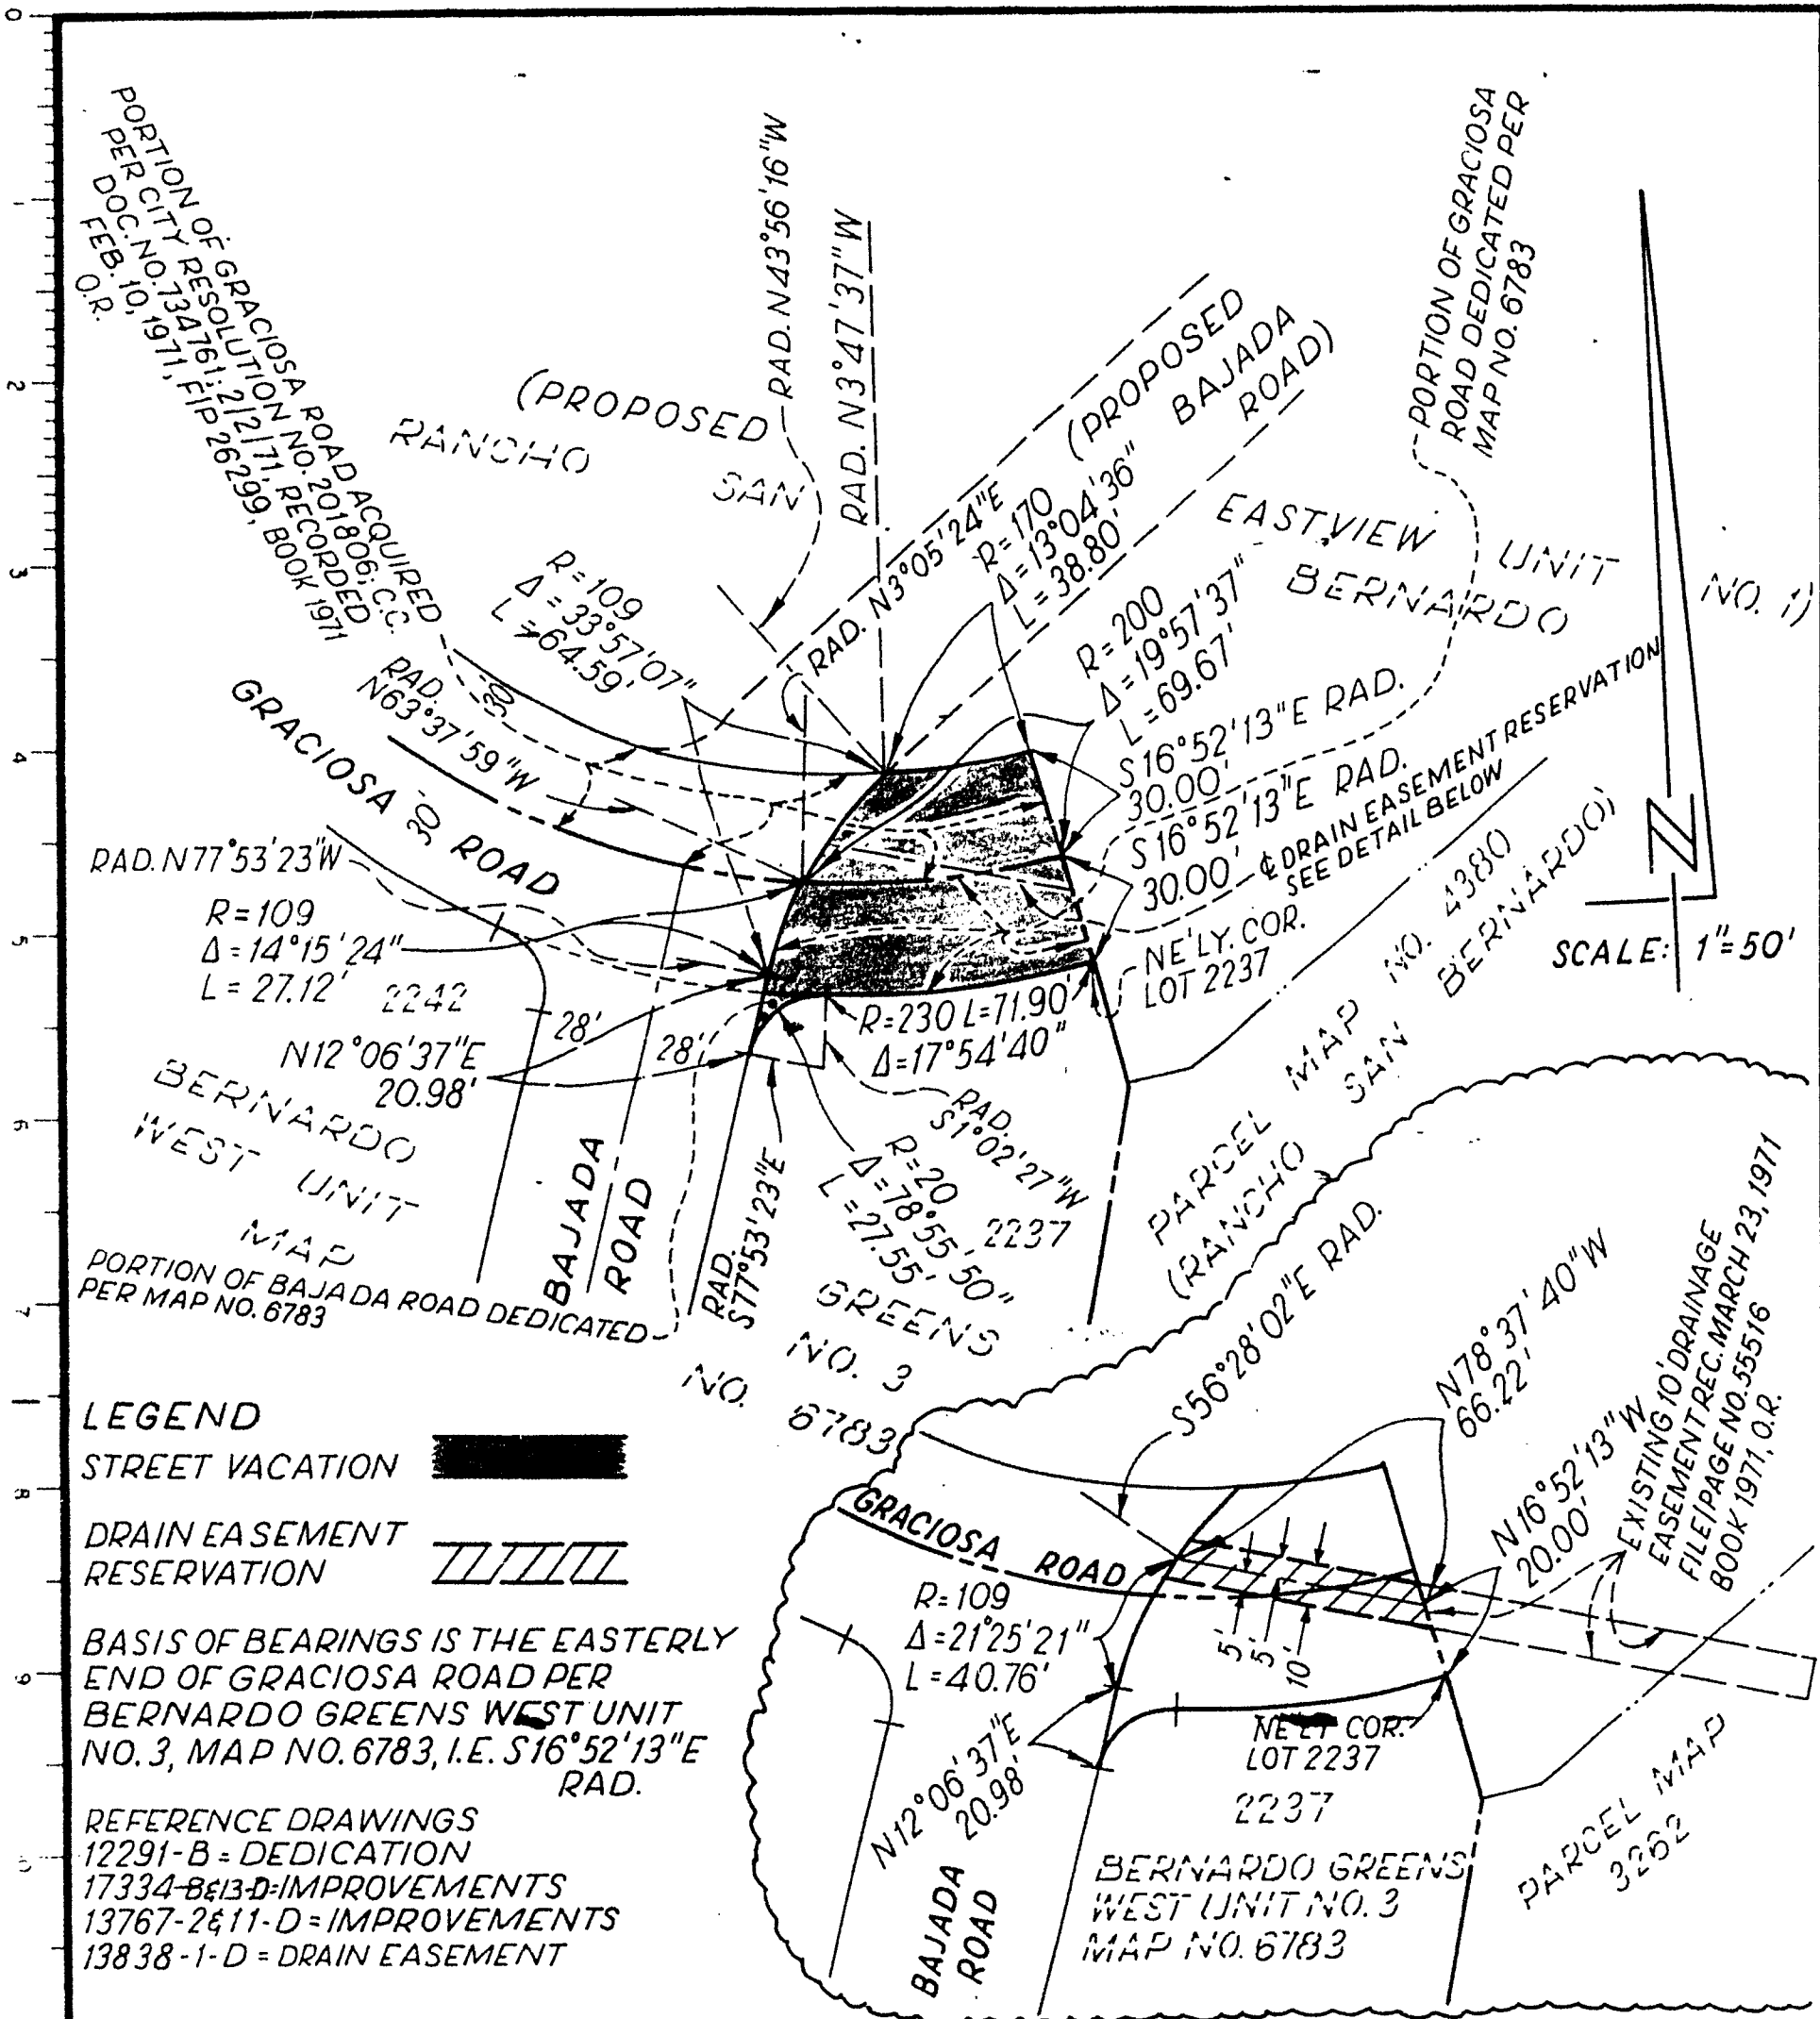 0
1
2
3
4
5
6
7
8
9
PORTION OF GRACIOSA ROAD ACQUIRED
PER CITY RESOLUTION NO. 201806; C.C.
DOC. NO. 734761; 2/2/71, RECORDED
FEB. 10, 1971, F/P 26299, BOOK 1971
O.R.
RAD. N43°56'16"W
RAD. N3°47'37"W
(PROPOSED
RANCHO
SAN
(PROPOSED
BAJADA
ROAD)
PORTION OF GRACIOSA
ROAD DEDICATED PER
MAP NO. 6783
RAD. N3°05'24"E
R=170
Δ=13°04'36"
L=38.80'
EASTVIEW UNIT NO. 1)
BERNARDO
R=109
Δ=33°57'07"
L=64.59'
R=200
Δ=19°57'37"
L=69.67'
RAD.
N63°37'59"W
30'
GRACIOSA ROAD
30'
S16°52'13"E RAD.
30.00'
S16°52'13"E RAD.
30.00'
℄ DRAIN EASEMENT RESERVATION
SEE DETAIL BELOW
RAD. N77°53'23"W
R=109
Δ=14°15'24"
L=27.12'
2242
28'
28'
N12°06'37"E
20.98'
NE'LY. COR.
LOT 2237
R=230 L=71.90'
Δ=17°54'40"
PARCEL MAP NO. 4380
(RANCHO SAN BERNARDO)
SCALE: 1"=50'
BERNARDO
WEST UNIT
MAP
BAJADA
ROAD
RAD.
S1°02'27"W
R=20
Δ=78°55'50"
L=27.55'
RAD.
S77°53'23"E
2237
GREENS
NO. 3
NO. 6783
PORTION OF BAJADA ROAD DEDICATED
PER MAP NO. 6783
LEGEND
STREET VACATION
DRAIN EASEMENT
RESERVATION
BASIS OF BEARINGS IS THE EASTERLY
END OF GRACIOSA ROAD PER
BERNARDO GREENS WEST UNIT
NO. 3, MAP NO. 6783, I.E. S16°52'13"E
RAD.
REFERENCE DRAWINGS
12291-B = DEDICATION
17334-B&13-D=IMPROVEMENTS
13767-2&11-D = IMPROVEMENTS
13838-1-D = DRAIN EASEMENT
S56°28'02"E RAD.
N78°37'40"W
66.22'
N16°52'13"W
20.00'
EXISTING 10' DRAINAGE
EASEMENT REC. MARCH 23, 1971
FILE/PAGE NO. 55516
BOOK 1971, O.R.
GRACIOSA ROAD
R=109
Δ=21°25'21"
L=40.76'
5'
5'
10'
NE'LY COR.
LOT 2237
N12°06'37"E
20.98'
2237
BERNARDO GREENS
WEST UNIT NO. 3
MAP NO. 6783
BAJADA
ROAD
PARCEL MAP
3262